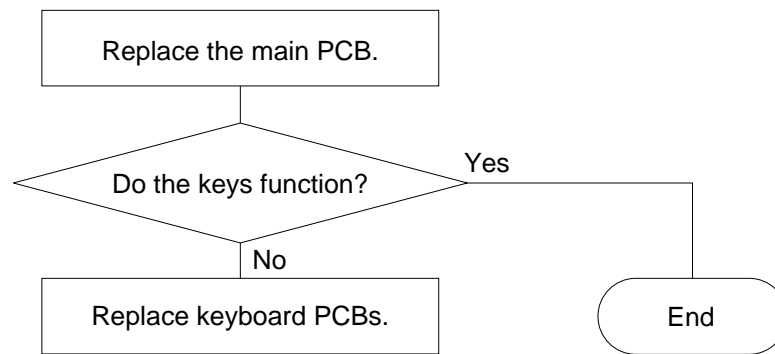 Replace the main PCB.
Do the keys function?
Yes
No
Replace keyboard PCBs.
End